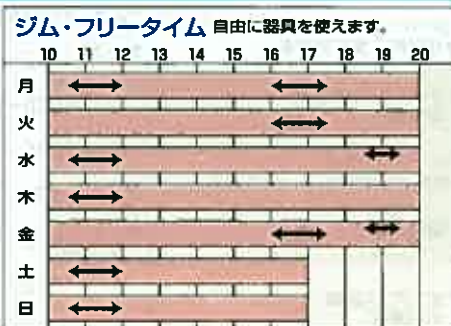 ジム・フリータイム 自由に器具を使えます。
10 11 12 13 14 15 16 17 18 19 20
月
火
水
木
金
土
日